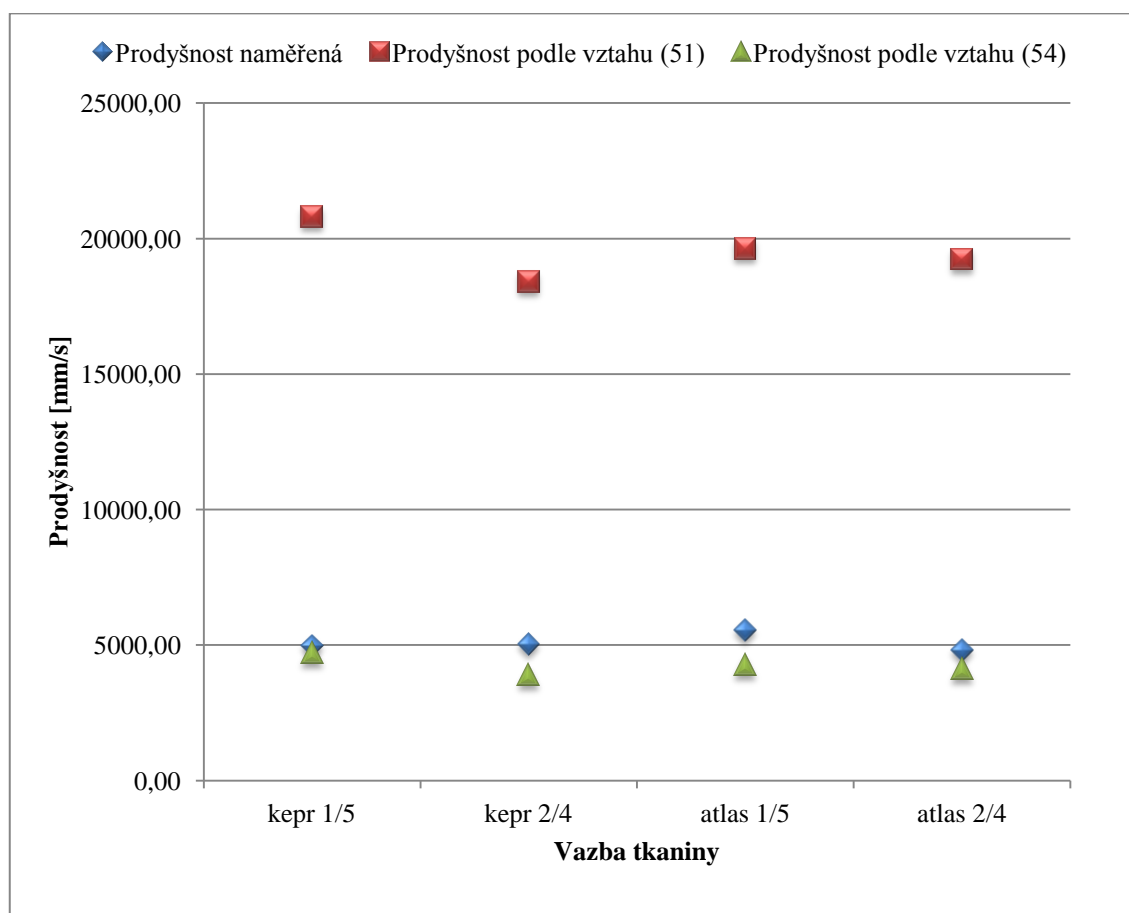 Prodyšnost naměřená Prodyšnost podle vztahu (51) Prodyšnost podle vztahu (54)
25000,00
20000,00
15000,00
10000,00
5000,00
0,00
Prodyšnost [mm/s]
kepr 1/5 kepr 2/4 atlas 1/5 atlas 2/4
Vazba tkaniny